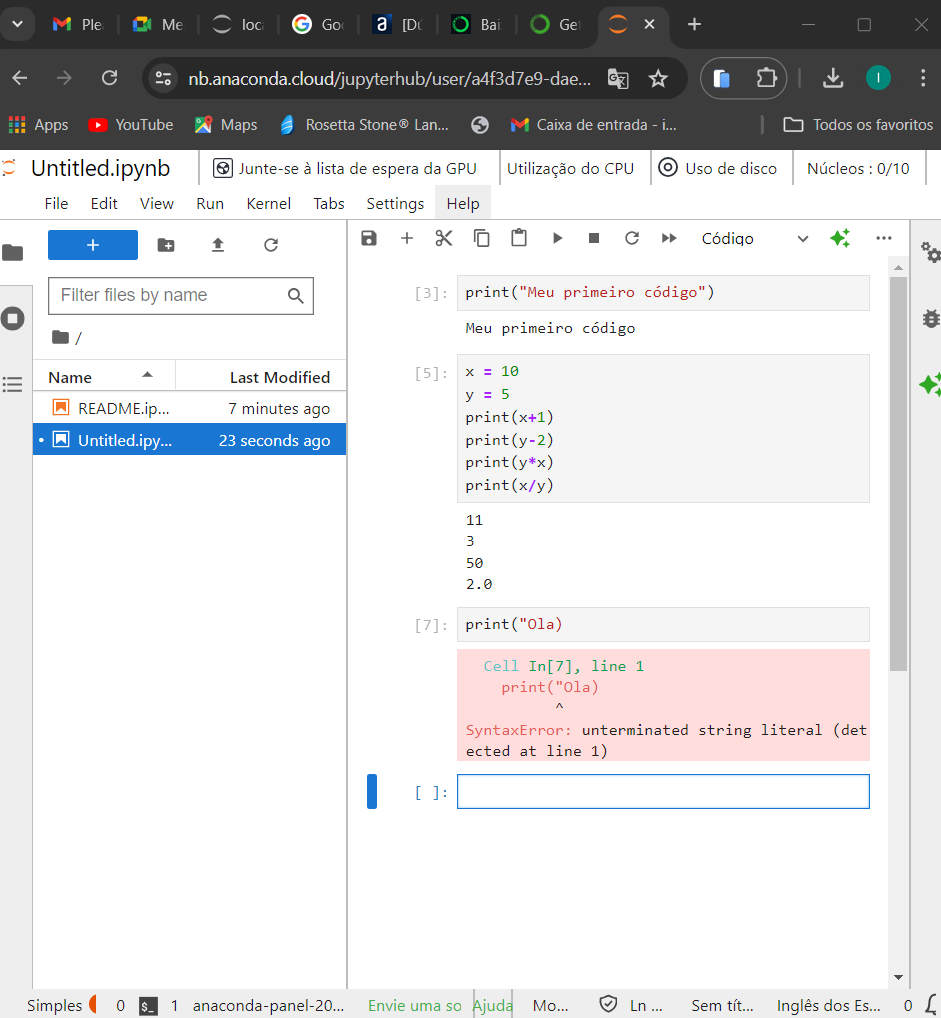 Ple
Me
loc
Goo
[D
Bai
Get
nb.anaconda.cloud/jupyterhub/user/a4f3d7e9-dae...
Apps
YouTube
Maps
Rosetta Stone® Lan...
Caixa de entrada - i...
Todos os favoritos
Untitled.ipynb
Junte-se à lista de espera da GPU
Utilização do CPU
Uso de disco
Núcleos : 0/10
File Edit View Run Kernel Tabs Settings Help
Código
Filter files by name
/
Name Last Modified
README.ip... 7 minutes ago
Untitled.ipy... 23 seconds ago
[3]: print("Meu primeiro código")
Meu primeiro código
[5]: x = 10
y = 5
print(x+1)
print(y-2)
print(y*x)
print(x/y)
11
3
50
2.0
[7]: print("Ola)
Cell In[7], line 1
print("Ola)
^
SyntaxError: unterminated string literal (det
ected at line 1)
[ ]:
Simples 0 $_ 1 anaconda-panel-20... Envie uma so Ajuda Mo... Ln ... Sem tít... Inglês dos Es... 0